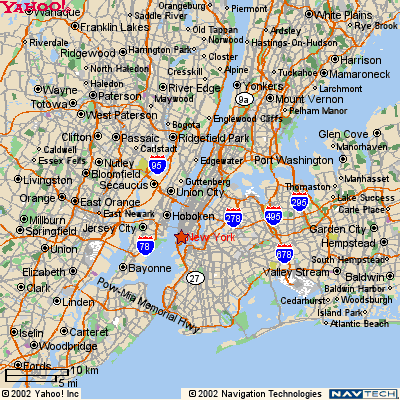 YAHOO!
Wanaque
Saddle River
Piermont
White Plains
Franklin Lakes
Old Tappan
Ardsley
Rye Brook
Riverdale
Norwood
Hastings-On-Hudson
Ridgewood
Harrington Park
Closter
Harrison
North Haledon
Cresskill
Alpine
Tuckahoe
Mamaroneck
Haledon
Yonkers
Wayne
Paterson
River Edge
Larchmont
Totowa
Maywood
9a
Mount Vernon
West Paterson
Pelham Manor
Bogota
Englewood Cliffs
Clifton
Passaic
Ridgefield Park
Glen Cove
Caldwell
Carlstadt
Manorhaven
Essex Fells
Nutley
95
Edgewater
Port Washington
Livingston
Bloomfield
Guttenberg
Manhasset
Secaucus
Thomaston
Orange
Union City
295
Lake Success
East Orange
Garle Place
Millburn
East Newark
Hoboken
278
495
Springfield
Jersey City
Garden City
New York
Hempstead
Union
78
678
South Hempstead
Elizabeth
Bayonne
Valley Stream
Baldwin
Clark
27
Baldwin Harbor
Linden
Pow-Mia Memorial Hwy
Cedarhurst
Woodsburgh
Island Park
Iselin
Carteret
Atlantic Beach
Woodbridge
Fords
10 km
5 mi
©2002 Yahoo! Inc
©2002 Navigation Technologies
NAVTECH